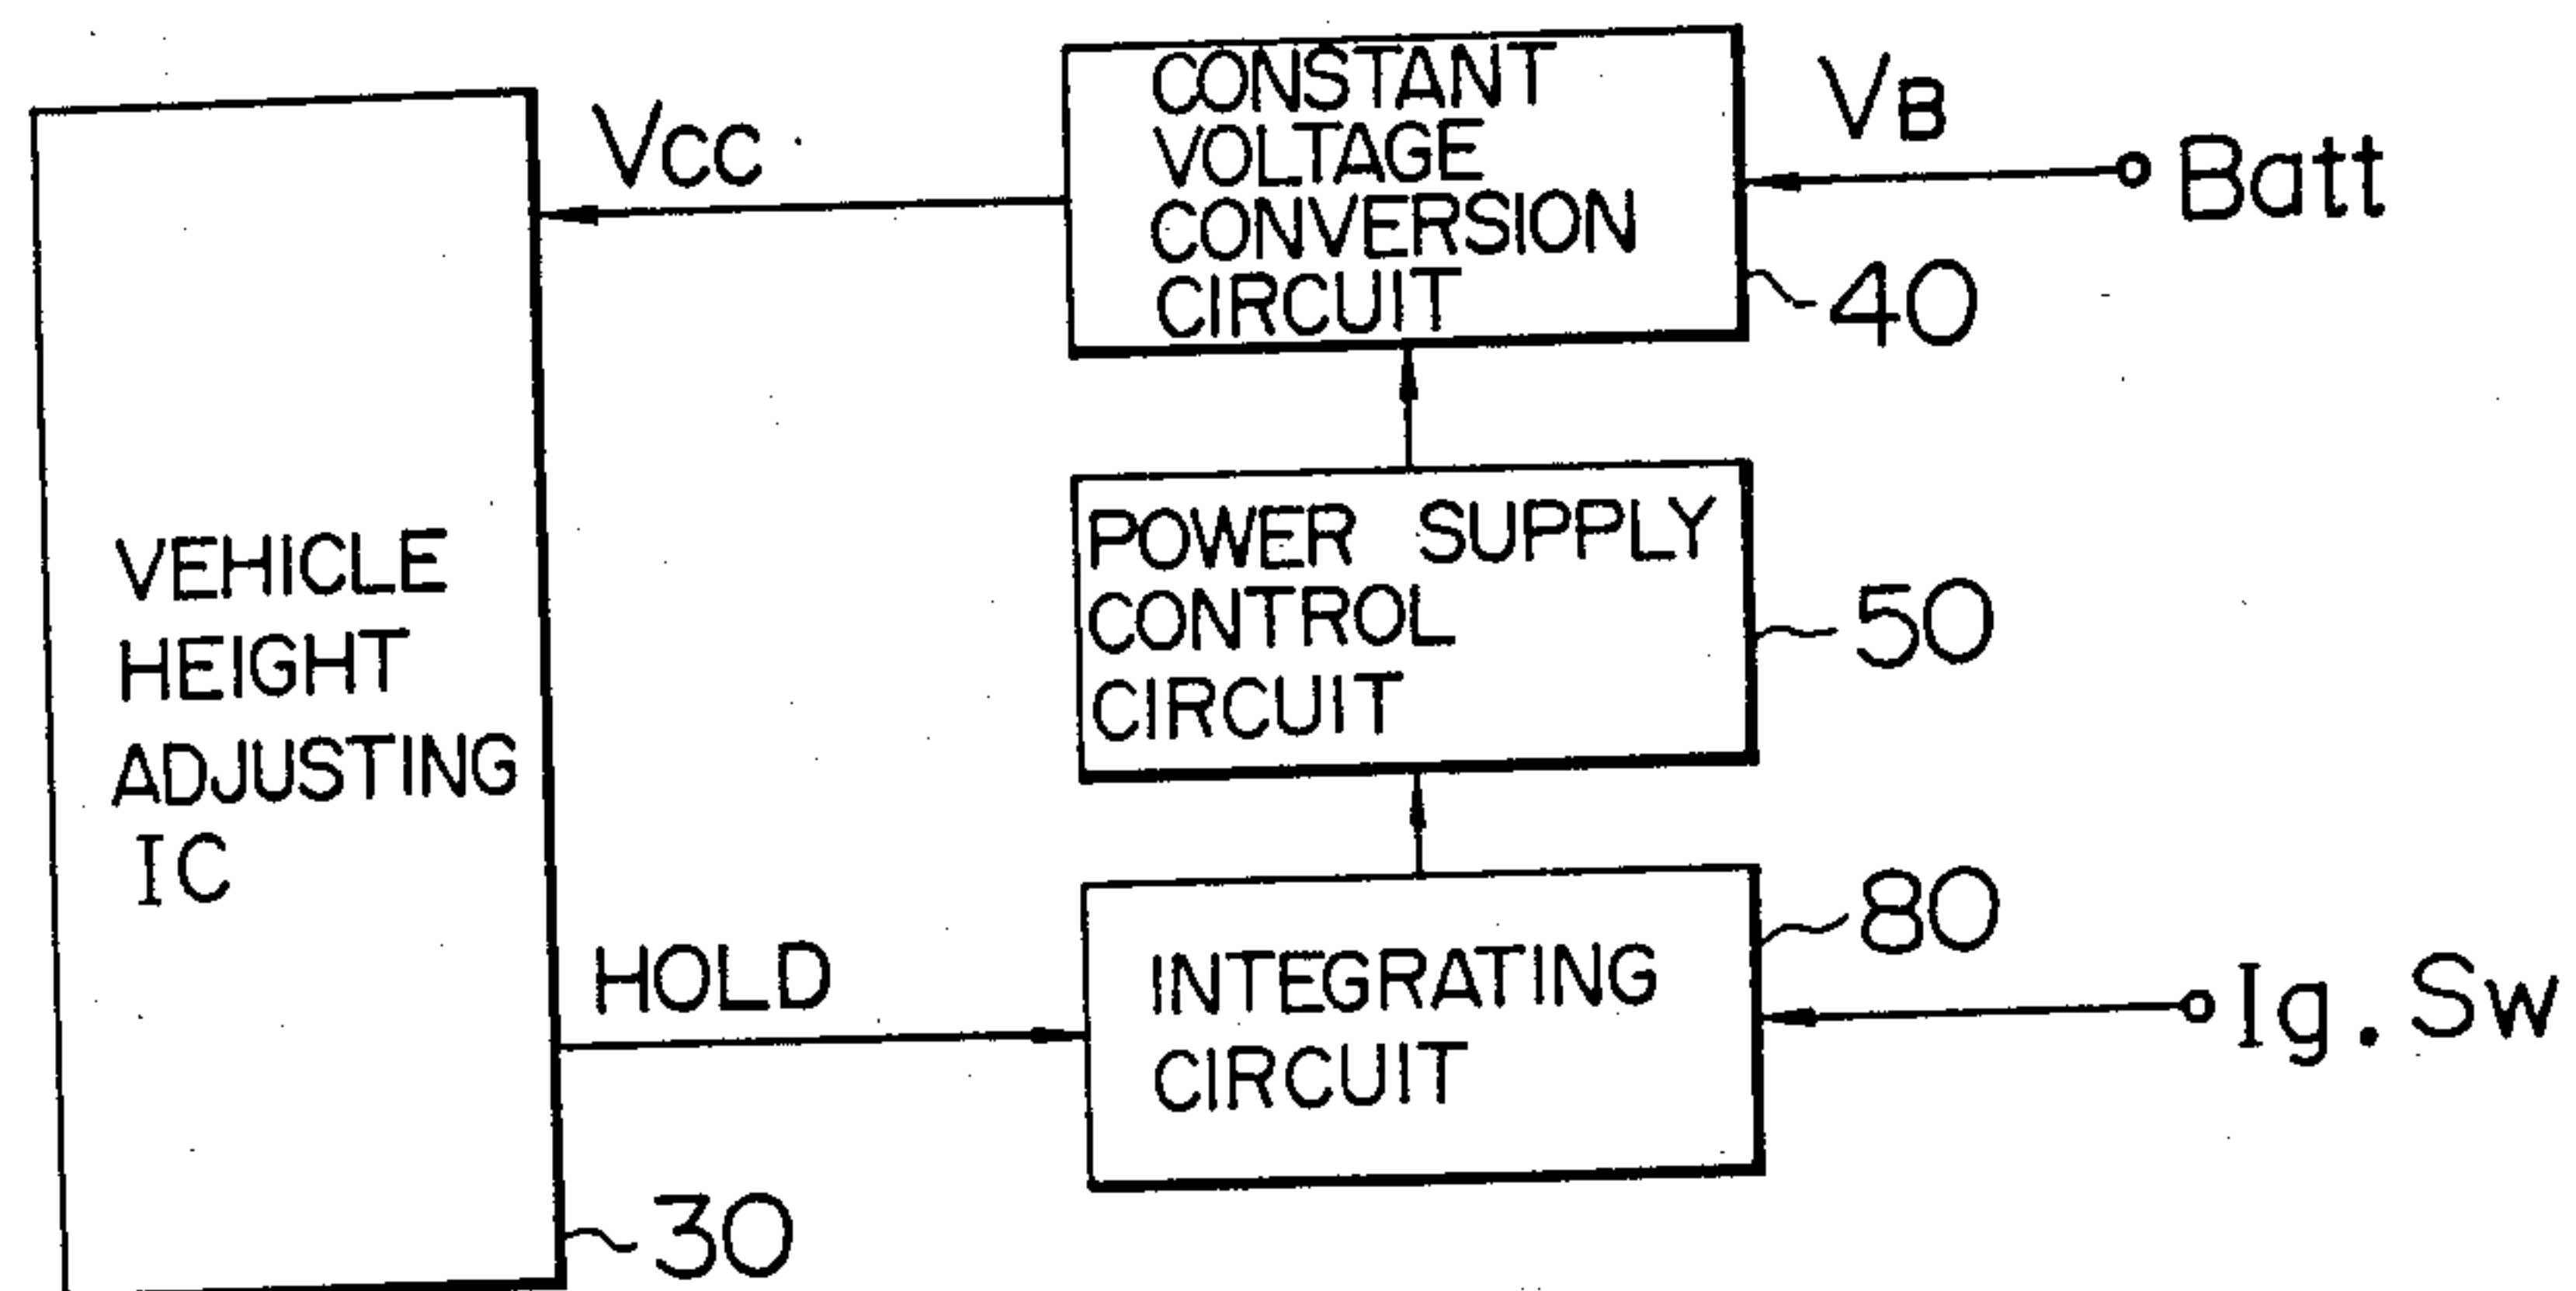 VEHICLE
HEIGHT
ADJUSTING
IC
30
VCC
HOLD
CONSTANT
VOLTAGE
CONVERSION
CIRCUIT
40
VB
Batt
POWER SUPPLY
CONTROL
CIRCUIT
50
INTEGRATING
CIRCUIT
80
Ig. SW